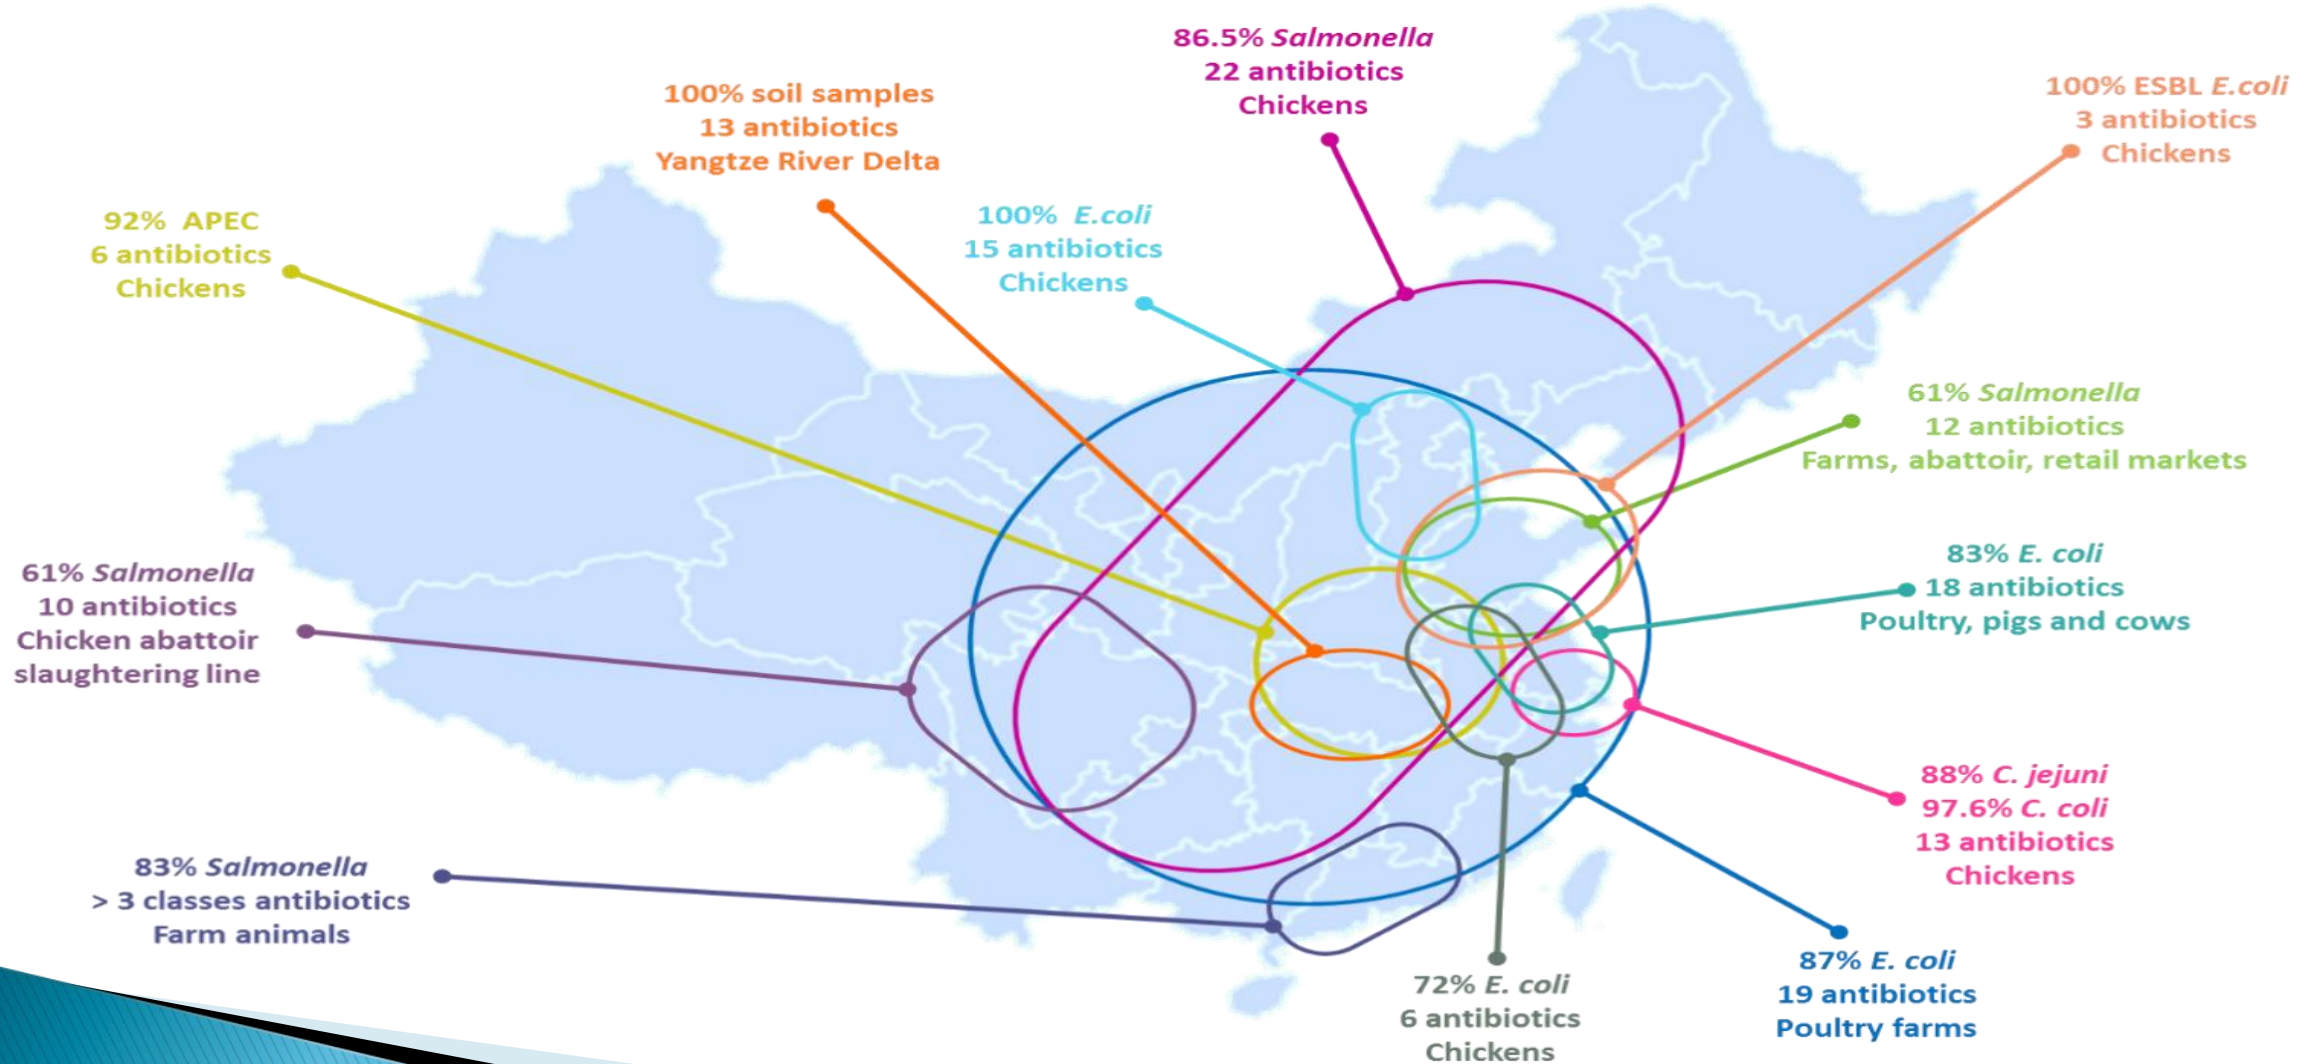 86.5% Salmonella
22 antibiotics
Chickens
100% soil samples
13 antibiotics
Yangtze River Delta
100% ESBL E.coli
3 antibiotics
Chickens
92%  APEC
6 antibiotics
Chickens
100%  E.coli
15 antibiotics
Chickens
61% Salmonella
12 antibiotics
Farms, abattoir, retail markets
61% Salmonella
10 antibiotics
Chicken abattoir
slaughtering line
83% E. coli
18 antibiotics
Poultry, pigs and cows
88% C. jejuni
97.6% C. coli
13 antibiotics
Chickens
83% Salmonella
> 3 classes antibiotics
Farm animals
72% E. coli
6 antibiotics
Chickens
87% E. coli
19 antibiotics
Poultry farms